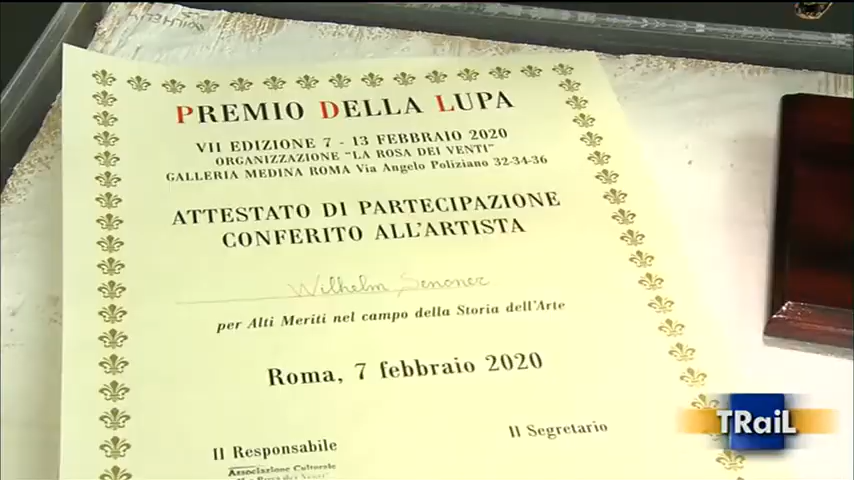 PREMIO DELLA LUPA
VII EDIZIONE 7 - 13 FEBBRAIO 2020
ORGANIZZAZIONE "LA ROSA DEI VENTI"
GALLERIA MEDINA ROMA Via Angelo Poliziano 32-34-36
ATTESTATO DI PARTECIPAZIONE
CONFERITO ALL'ARTISTA
Wilhelm Senoner
per Alti Meriti nel campo della Storia dell'Arte
Roma, 7 febbraio 2020
Il Responsabile
Il Segretario
Associazione Culturale
TRaiL